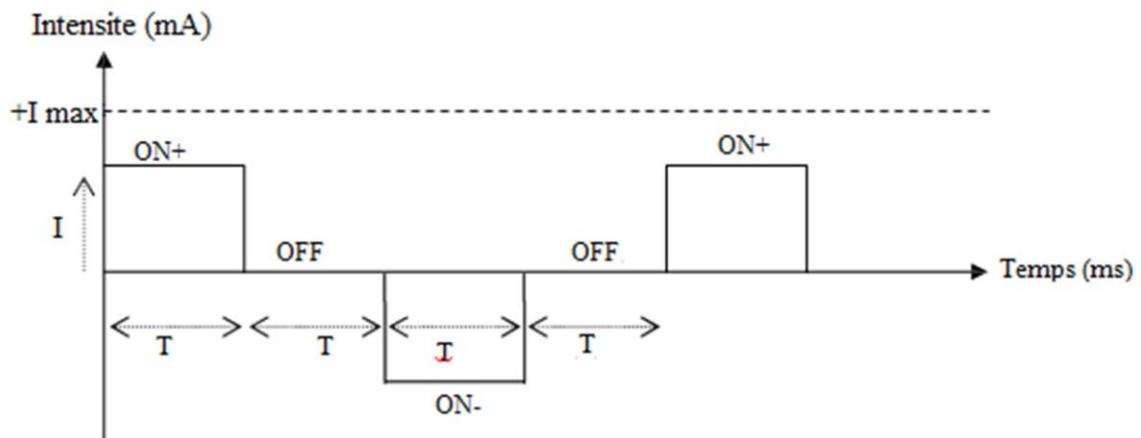 Intensite (mA)
+I max
ON+
ON+
I
OFF
OFF
Temps (ms)
T
T
T
T
ON-